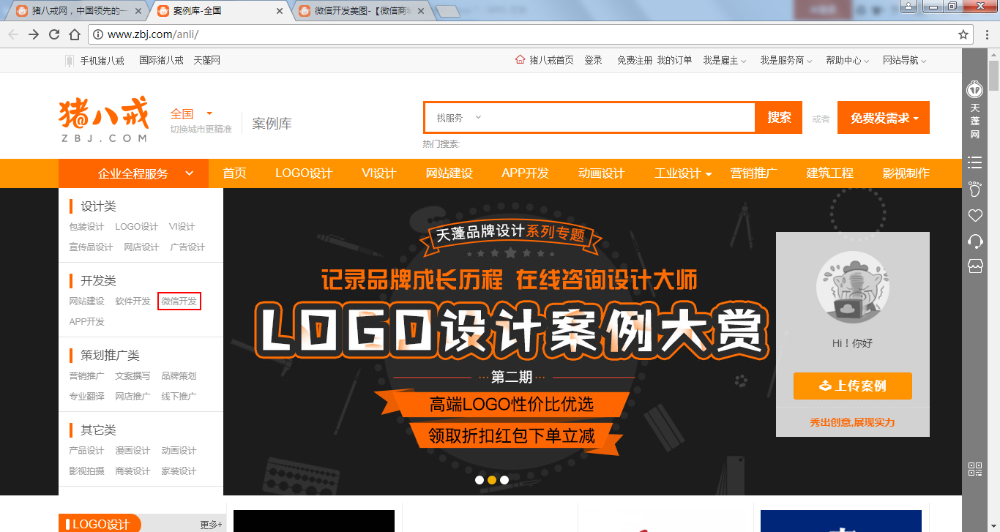 猪八戒网，中国领先的一
案例库-全国
微信开发美图-【微信商城
www.zbj.com/anli/
手机猪八戒 国际猪八戒 天蓬网 猪八戒首页 登录 免费注册 我的订单 我是雇主 我是服务商 帮助中心 网站导航
猪八戒
ZBJ.COM
全国
切换城市更精准
案例库
找服务
搜索
或者
免费发需求
热门搜索:
天蓬网
企业全程服务 首页 LOGO设计 VI设计 网站建设 APP开发 动画设计 工业设计 营销推广 建筑工程 影视制作
设计类
包装设计 LOGO设计 VI设计
宣传品设计 网店设计 广告设计
开发类
网站建设 软件开发 微信开发
APP开发
策划推广类
营销推广 文案撰写 品牌策划
专业翻译 网店推广 线下推广
其它类
产品设计 漫画设计 动画设计
影视拍摄 商装设计 家装设计
天蓬品牌设计系列专题
记录品牌成长历程 在线咨询设计大师
LOGO设计案例大赏
···第二期···
高端LOGO性价比优选
领取折扣红包下单立减
Hi！你好
上传案例
秀出创意,展现实力
LOGO设计 更多+